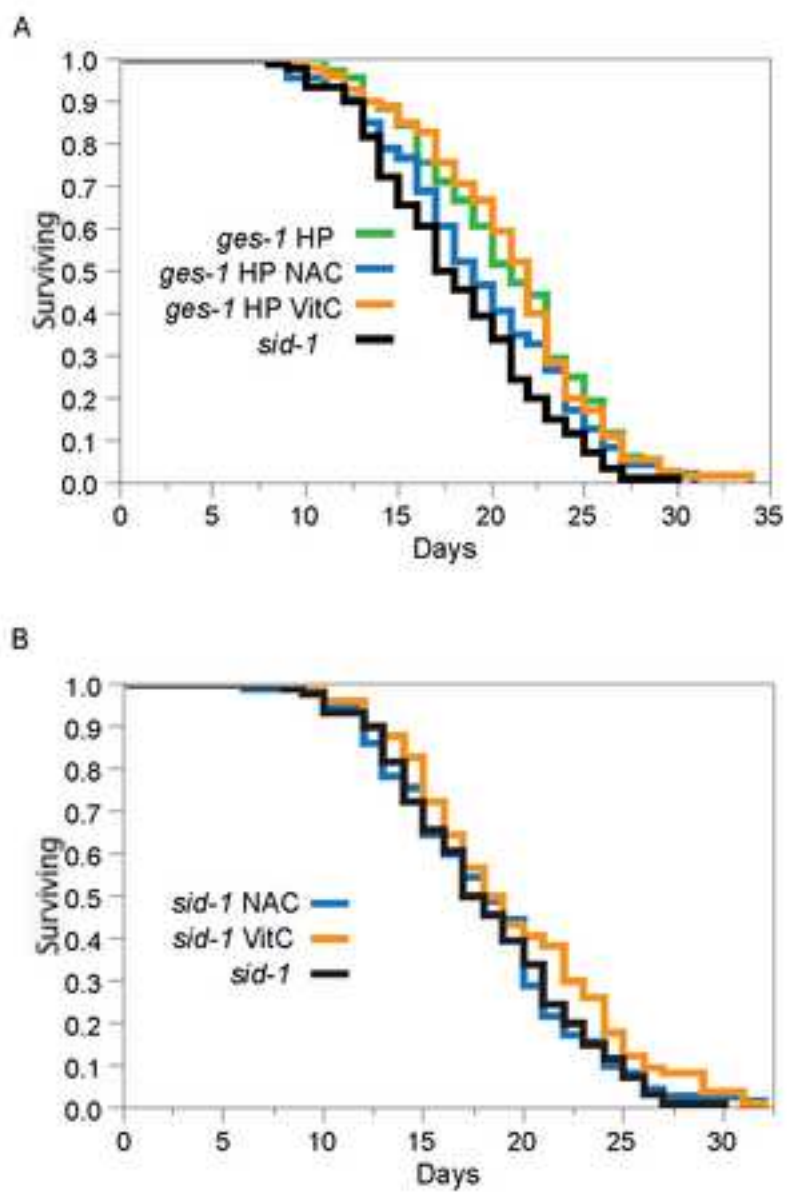 A
1.0
0.9
0.8
0.7
0.6
0.5
0.4
0.3
0.2
0.1
0.0
Surviving
ges-1 HP
ges-1 HP NAC
ges-1 HP VitC
sid-1
0 5 10 15 20 25 30 35
Days
B
1.0
0.9
0.8
0.7
0.6
0.5
0.4
0.3
0.2
0.1
0.0
Surviving
sid-1 NAC
sid-1 VitC
sid-1
0 5 10 15 20 25 30
Days